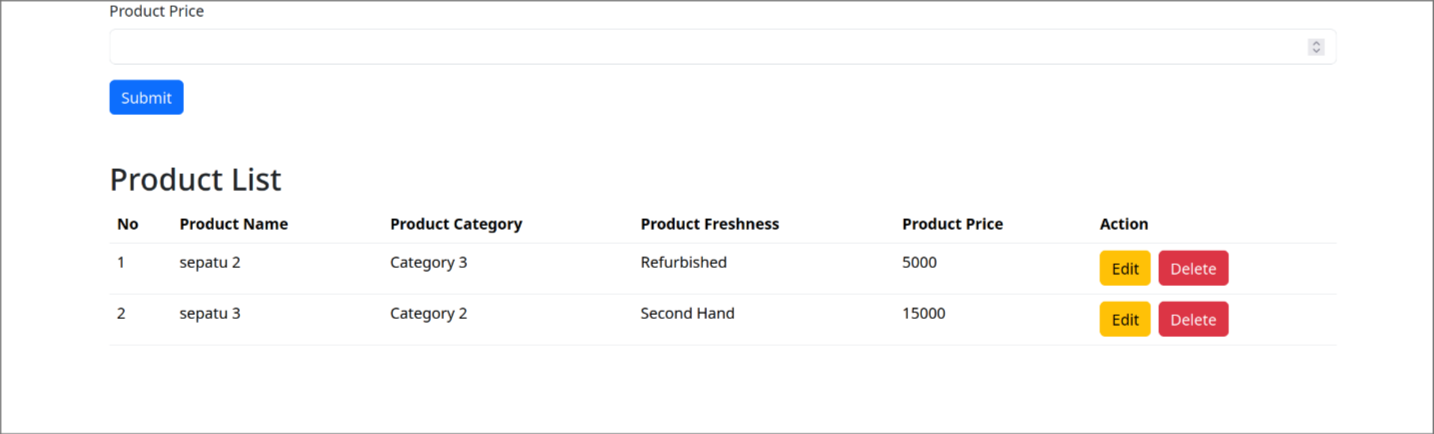 Product Price
Submit
Product List
No Product Name Product Category Product Freshness Product Price Action
1 sepatu 2 Category 3 Refurbished 5000 Edit Delete
2 sepatu 3 Category 2 Second Hand 15000 Edit Delete